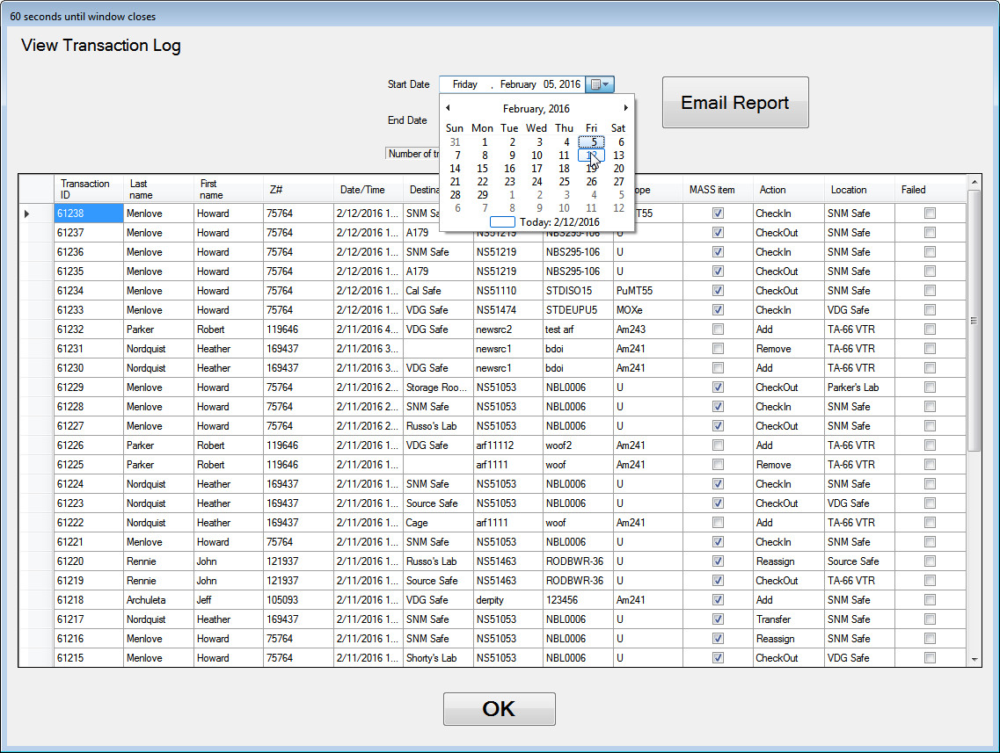 60 seconds until window closes
View Transaction Log
Start Date Friday , February 05, 2016
Email Report
February, 2016
End Date
Sun Mon Tue Wed Thu Fri Sat
31 1 2 3 4 5 6
Number of tr 7 8 9 10 11 12 13
14 15 16 17 18 19 20
21 22 23 24 25 26 27
28 29 1 2 3 4 5
6 7 8 9 10 11 12
Today: 2/12/2016
Transaction ID Last name First name Z# Date/Time Destina ope MASS item Action Location Failed
61238 Menlove Howard 75764 2/12/2016 1... SNM Sa MT55 CheckIn SNM Safe
61237 Menlove Howard 75764 2/12/2016 1... A179 NS51219 NBS295-106 U CheckOut SNM Safe
61236 Menlove Howard 75764 2/12/2016 1... SNM Safe NS51219 NBS295-106 U CheckIn SNM Safe
61235 Menlove Howard 75764 2/12/2016 1... A179 NS51219 NBS295-106 U CheckOut SNM Safe
61234 Menlove Howard 75764 2/12/2016 1... Cal Safe NS51110 STDISO15 PuMT55 CheckOut SNM Safe
61233 Menlove Howard 75764 2/12/2016 1... VDG Safe NS51474 STDEUPU5 MOXe CheckIn VDG Safe
61232 Parker Robert 119646 2/11/2016 4... VDG Safe newsrc2 test arf Am243 Add TA-66 VTR
61231 Nordquist Heather 169437 2/11/2016 3... newsrc1 bdoi Am241 Remove TA-66 VTR
61230 Nordquist Heather 169437 2/11/2016 3... VDG Safe newsrc1 bdoi Am241 Add TA-66 VTR
61229 Menlove Howard 75764 2/11/2016 2... Storage Roo... NS51053 NBL0006 U CheckOut Parker's Lab
61228 Menlove Howard 75764 2/11/2016 2... SNM Safe NS51053 NBL0006 U CheckIn SNM Safe
61227 Menlove Howard 75764 2/11/2016 2... Russo's Lab NS51053 NBL0006 U CheckOut SNM Safe
61226 Parker Robert 119646 2/11/2016 1... VDG Safe arf11112 woof2 Am241 Add TA-66 VTR
61225 Parker Robert 119646 2/11/2016 1... arf1111 woof Am241 Remove TA-66 VTR
61224 Nordquist Heather 169437 2/11/2016 1... SNM Safe NS51053 NBL0006 U CheckIn SNM Safe
61223 Nordquist Heather 169437 2/11/2016 1... Source Safe NS51053 NBL0006 U CheckOut VDG Safe
61222 Nordquist Heather 169437 2/11/2016 1... Cage arf1111 woof Am241 Add TA-66 VTR
61221 Menlove Howard 75764 2/11/2016 1... SNM Safe NS51053 NBL0006 U CheckIn SNM Safe
61220 Rennie John 121937 2/11/2016 1... Russo's Lab NS51463 RODBWR-36 U Reassign Source Safe
61219 Rennie John 121937 2/11/2016 1... Source Safe NS51463 RODBWR-36 U CheckOut TA-66 VTR
61218 Archuleta Jeff 105093 2/11/2016 1... VDG Safe derpity 123456 Am241 Add SNM Safe
61217 Nordquist Heather 169437 2/11/2016 1... SNM Safe NS51053 NBL0006 U Transfer SNM Safe
61216 Menlove Howard 75764 2/11/2016 1... SNM Safe NS51053 NBL0006 U Reassign SNM Safe
61215 Menlove Howard 75764 2/11/2016 1... Shorty's Lab NS51053 NBL0006 U CheckOut VDG Safe
OK